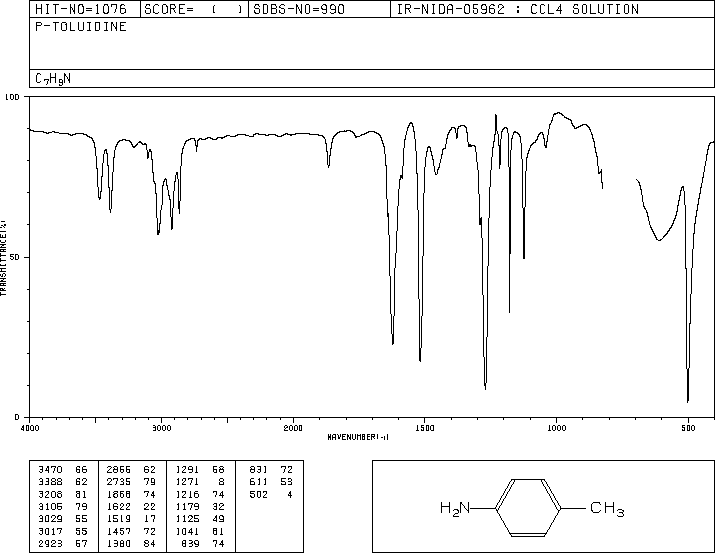 HIT-NO=1076 SCORE= ( ) SDBS-NO=990 IR-NIDA-05962 : CCL4 SOLUTION
P-TOLUIDINE
C7H9N
100
50
0
TRANSMITTANCE(%)
4000 3000 2000 1500 1000 500
WAVENUMBER(-1)
3470 66 2866 62 1291 58 831 72
3388 62 2735 79 1271 8 611 53
3208 81 1868 74 1216 74 502 4
3105 79 1622 22 1179 32
3029 55 1519 17 1125 49
3017 55 1457 72 1041 81
2923 57 1380 84 839 74
H2N CH3